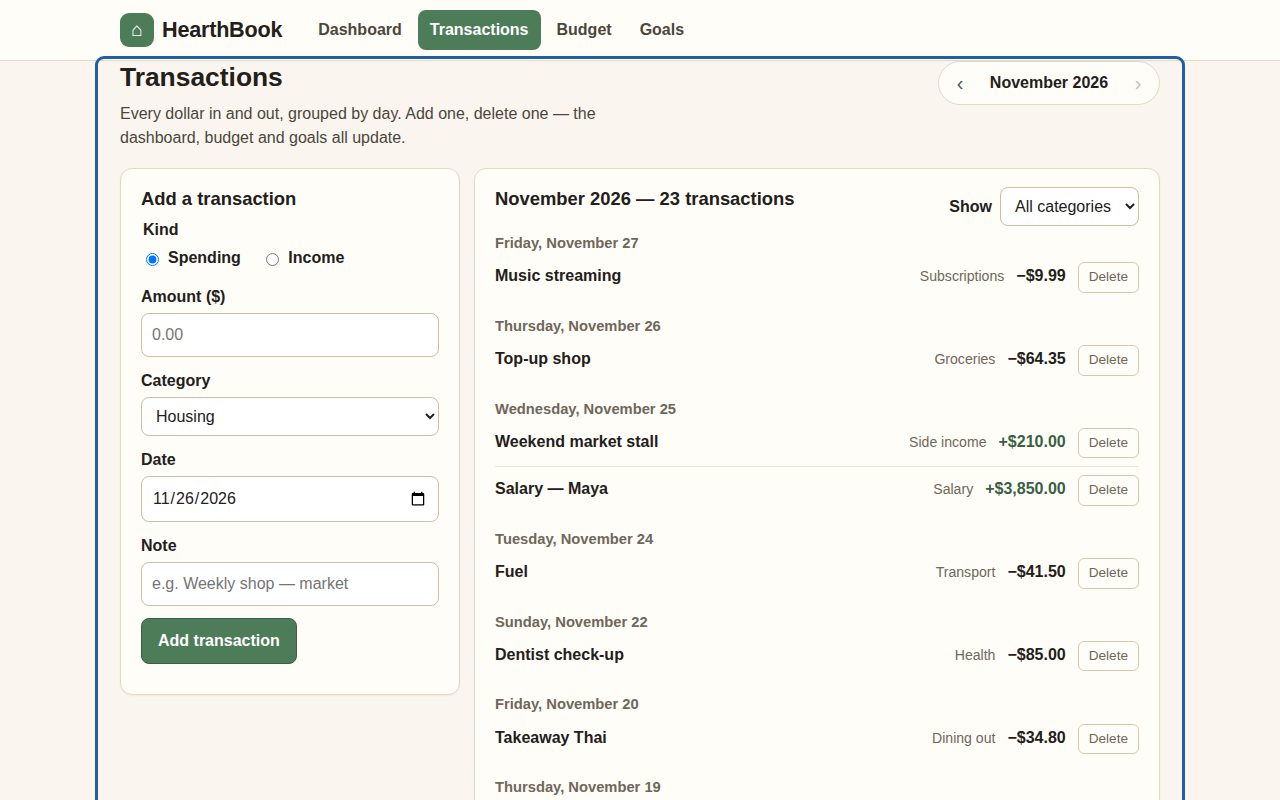 HearthBook
Dashboard
Transactions
Budget
Goals
Transactions
November 2026
Every dollar in and out, grouped by day. Add one, delete one — the
dashboard, budget and goals all update.
Add a transaction
Kind
Spending
Income
Amount ($)
0.00
Category
Housing
Date
11/26/2026
Note
e.g. Weekly shop — market
Add transaction
November 2026 — 23 transactions
Show
All categories
Friday, November 27
Music streaming Subscriptions −$9.99 Delete
Thursday, November 26
Top-up shop Groceries −$64.35 Delete
Wednesday, November 25
Weekend market stall Side income +$210.00 Delete
Salary — Maya Salary +$3,850.00 Delete
Tuesday, November 24
Fuel Transport −$41.50 Delete
Sunday, November 22
Dentist check-up Health −$85.00 Delete
Friday, November 20
Takeaway Thai Dining out −$34.80 Delete
Thursday, November 19